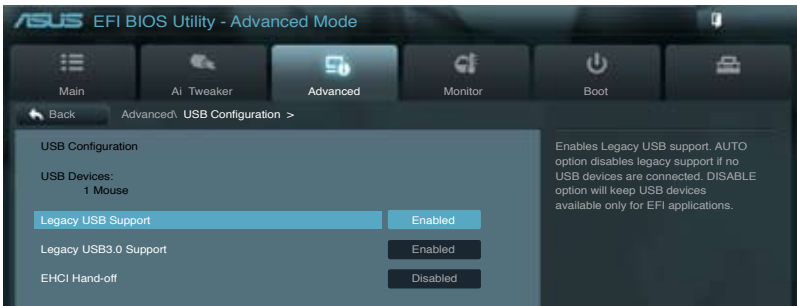 ASUS EFI BIOS Utility - Advanced Mode
Main Ai Tweaker Advanced Monitor Boot
Back Advanced\ USB Configuration >
USB Configuration
USB Devices:
1 Mouse
Legacy USB Support Enabled
Legacy USB3.0 Support Enabled
EHCI Hand-off Disabled
Enables Legacy USB support. AUTO
option disables legacy support if no
USB devices are connected. DISABLE
option will keep USB devices
available only for EFI applications.